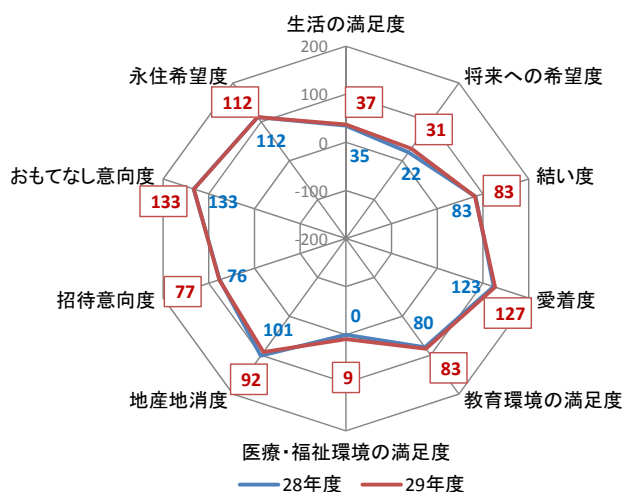 生活の満足度
200
永住希望度
将来への希望度
112
100
37
31
112
0
35
22
おもてなし意向度
結い度
133
133
83
83
-100
-200
招待意向度
77
76
123
127
愛着度
101
0
80
地産地消度
92
9
83
教育環境の満足度
医療・福祉環境の満足度
28年度
29年度